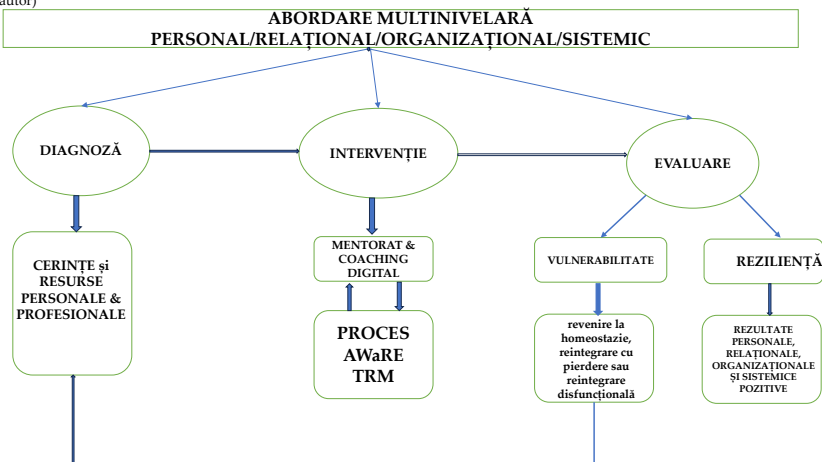 autor)
ABORDARE MULTINIVELARĂ
PERSONAL/RELAȚIONAL/ORGANIZAȚIONAL/SISTEMIC
DIAGNOZĂ
INTERVENȚIE
EVALUARE
CERINȚE și
RESURSE
PERSONALE &
PROFESIONALE
MENTORAT &
COACHING
DIGITAL
PROCES
AWaRE
TRM
VULNERABILITATE
revenire la
homeostazie,
reintegrare cu
pierdere sau
reintegrare
disfuncțională
REZILIENȚĂ
REZULTATE
PERSONALE,
RELAȚIONALE,
ORGANIZAȚIONALE
ȘI SISTEMICE
POZITIVE